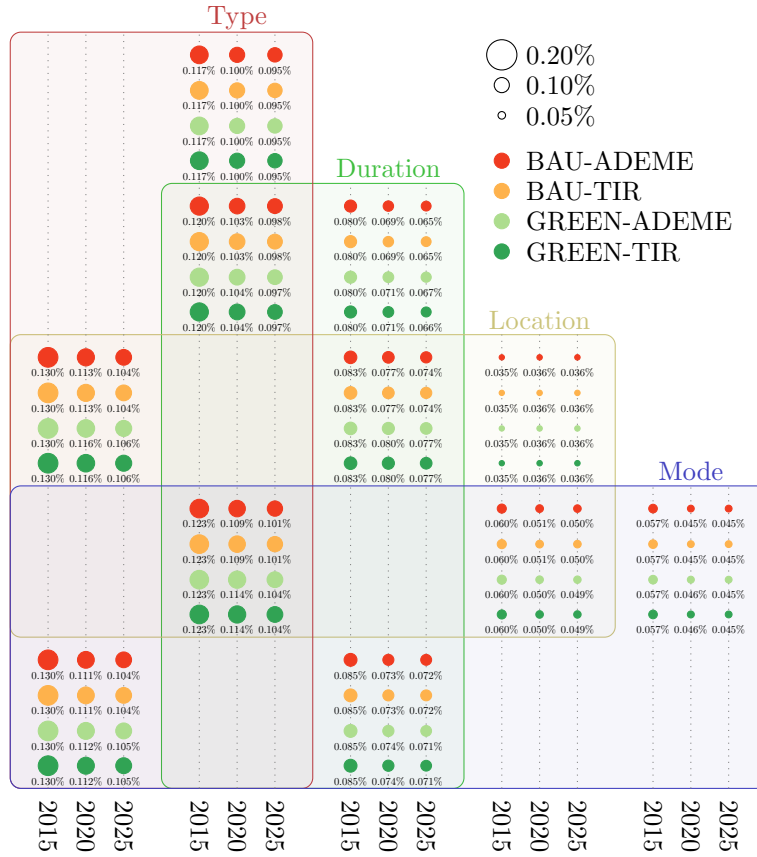 Type
0.117% 0.100% 0.095%
0.117% 0.100% 0.095%
0.117% 0.100% 0.095%
0.117% 0.100% 0.095%
0.20%
0.10%
0.05%
BAU-ADEME
BAU-TIR
GREEN-ADEME
GREEN-TIR
Duration
0.120% 0.103% 0.098% 0.080% 0.069% 0.065%
0.120% 0.103% 0.098% 0.080% 0.069% 0.065%
0.120% 0.104% 0.097% 0.080% 0.071% 0.067%
0.120% 0.104% 0.097% 0.080% 0.071% 0.066%
Location
0.130% 0.113% 0.104% 0.083% 0.077% 0.074% 0.035% 0.036% 0.036%
0.130% 0.113% 0.104% 0.083% 0.077% 0.074% 0.035% 0.036% 0.036%
0.130% 0.116% 0.106% 0.083% 0.080% 0.077% 0.035% 0.036% 0.036%
0.130% 0.116% 0.106% 0.083% 0.080% 0.077% 0.035% 0.036% 0.036%
Mode
0.123% 0.109% 0.101% 0.060% 0.051% 0.050% 0.057% 0.045% 0.045%
0.123% 0.109% 0.101% 0.060% 0.051% 0.050% 0.057% 0.045% 0.045%
0.123% 0.114% 0.104% 0.060% 0.050% 0.049% 0.057% 0.046% 0.045%
0.123% 0.114% 0.104% 0.060% 0.050% 0.049% 0.057% 0.046% 0.045%
0.130% 0.111% 0.104% 0.085% 0.073% 0.072%
0.130% 0.111% 0.104% 0.085% 0.073% 0.072%
0.130% 0.112% 0.105% 0.085% 0.074% 0.071%
0.130% 0.112% 0.105% 0.085% 0.074% 0.071%
2015 2020 2025 2015 2020 2025 2015 2020 2025 2015 2020 2025 2015 2020 2025